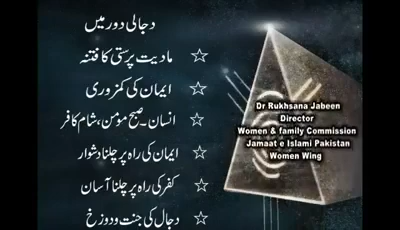 دجالی دور میں
مادیت پرستی کا فتنہ
ایمان کی کمزوری
انسان۔صبح مومن، شام کافر
ایمان کی راہ پر چلنا دشوار
کفر کی راہ پر چلنا آسان
دجال کی جنت و دوزخ
Dr Rukhsana Jabeen
Director
Women & family Commission
Jamaat e Islami Pakistan
Women Wing